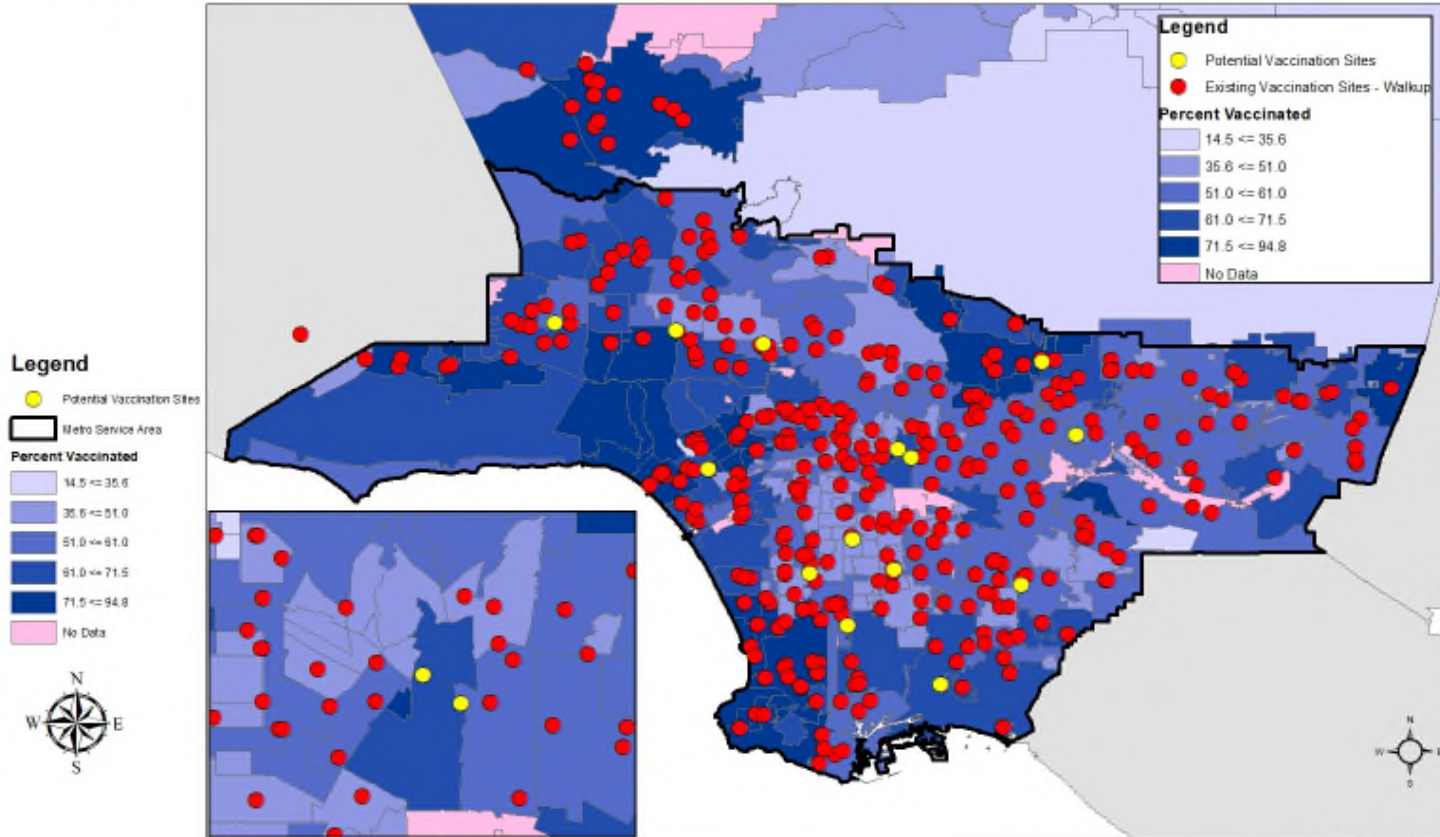 Legend
Potential Vaccination Sites
Metro Service Area
Percent Vaccinated
14.5 <= 35.6
35.6 <= 51.0
51.0 <= 61.0
61.0 <= 71.5
71.5 <= 94.8
No Data
N
W E
S
Legend
Potential Vaccination Sites
Existing Vaccination Sites - Walkup
Percent Vaccinated
14.5 <= 35.6
35.6 <= 51.0
51.0 <= 61.0
61.0 <= 71.5
71.5 <= 94.8
No Data
N
W E
S